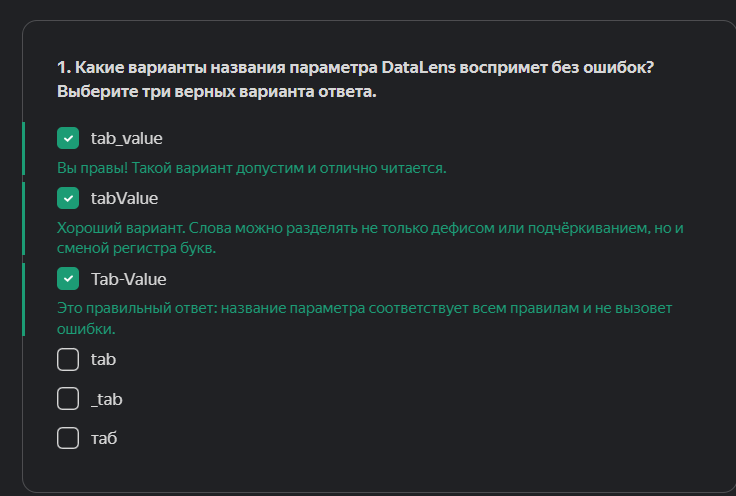 1. Какие варианты названия параметра DataLens воспримет без ошибок?
Выберите три верных варианта ответа.
tab_value
Вы правы! Такой вариант допустим и отлично читается.
tabValue
Хороший вариант. Слова можно разделять не только дефисом или подчёркиванием, но и
сменой регистра букв.
Tab-Value
Это правильный ответ: название параметра соответствует всем правилам и не вызовет
ошибки.
tab
_tab
таб